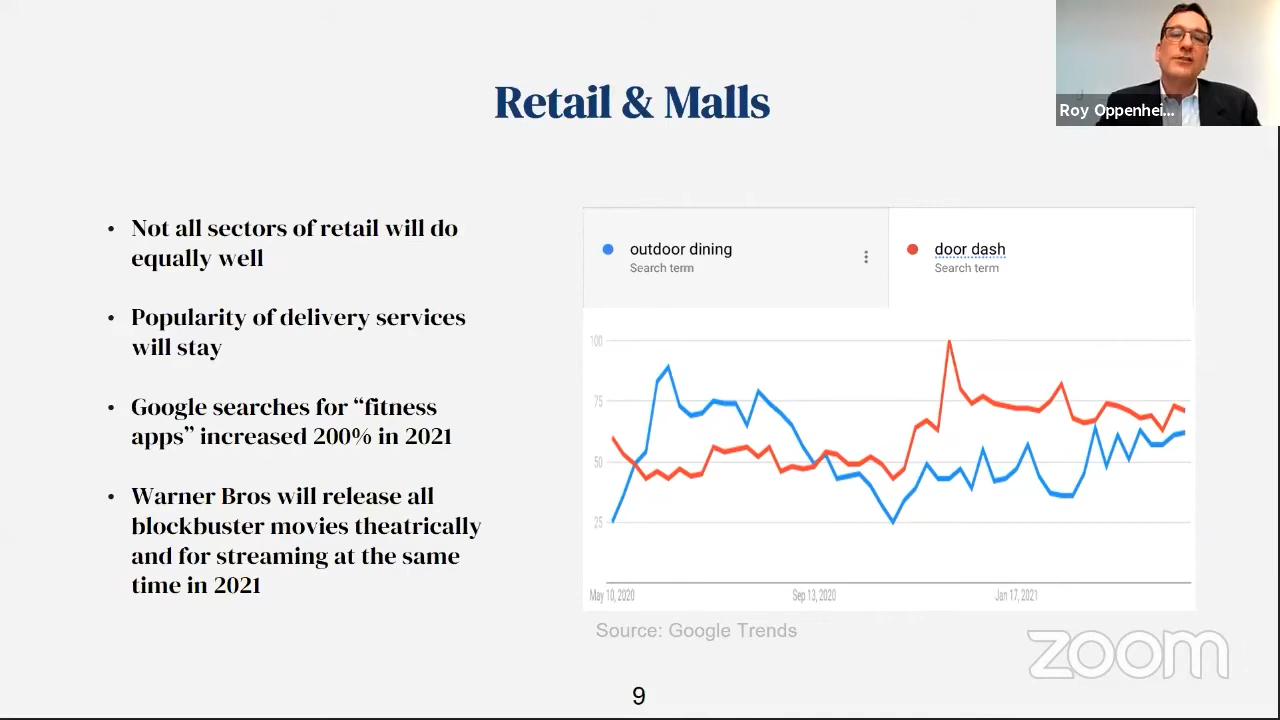 Retail & Malls
Roy Oppenhei...
• Not all sectors of retail will do
equally well
• Popularity of delivery services
will stay
• Google searches for “fitness
apps” increased 200% in 2021
• Warner Bros will release all
blockbuster movies theatrically
and for streaming at the same
time in 2021
outdoor dining
Search term
door dash
Search term
100
75
50
25
May 10, 2020
Sep 13, 2020
Jan 17, 2021
Source: Google Trends
zoom
9